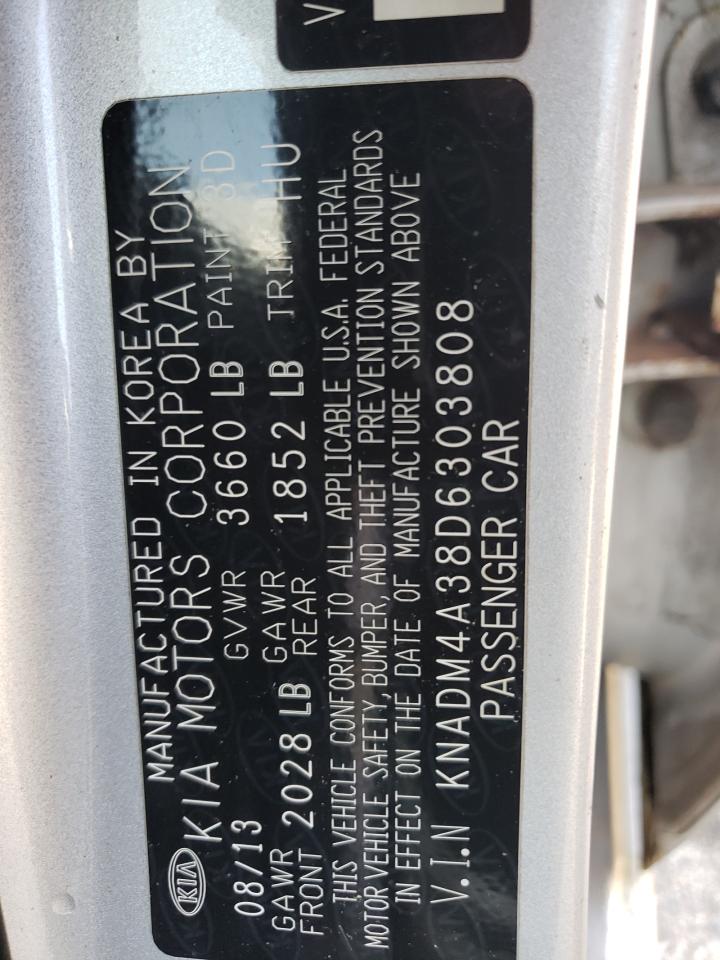 V
MANUFACTURED IN KOREA BY
KIA KIA MOTORS CORPORATION
08/13 GVWR 3660 LB PAINT 3D
GAWR FRONT 2028 LB GAWR REAR 1852 LB TRIM HU
THIS VEHICLE CONFORMS TO ALL APPLICABLE U.S.A. FEDERAL
MOTOR VEHICLE SAFETY, BUMPER, AND THEFT PREVENTION STANDARDS
IN EFFECT ON THE DATE OF MANUFACTURE SHOWN ABOVE
V.I.N KNADM4A38D6303808
PASSENGER CAR